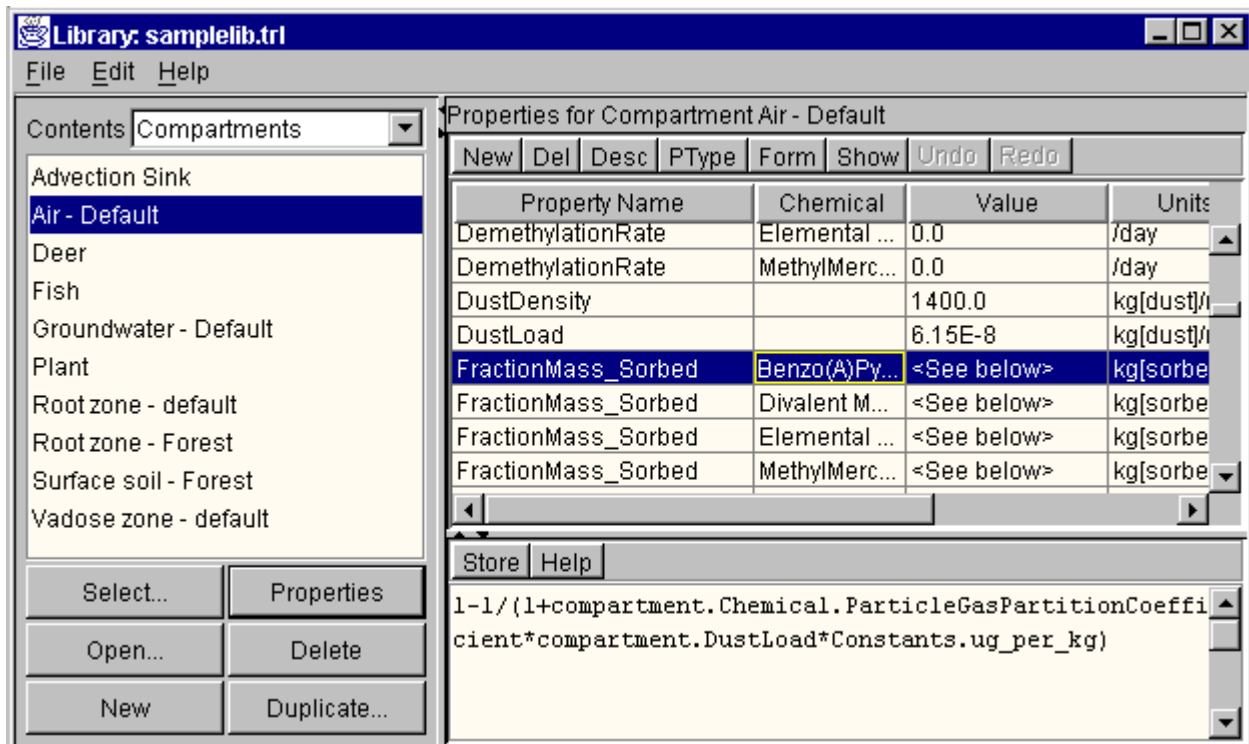 Library: samplelib.trl
File Edit Help
Contents Compartments
Advection Sink
Air - Default
Deer
Fish
Groundwater - Default
Plant
Root zone - default
Root zone - Forest
Surface soil - Forest
Vadose zone - default
Select... Properties
Open... Delete
New Duplicate...
Properties for Compartment Air - Default
New Del Desc PType Form Show Undo Redo
Property Name Chemical Value Units
DemethylationRate Elemental ... 0.0 /day
DemethylationRate MethylMerc... 0.0 /day
DustDensity 1400.0 kg[dust]/
DustLoad 6.15E-8 kg[dust]/
FractionMass_Sorbed Benzo(A)Py... <See below> kg[sorbe
FractionMass_Sorbed Divalent M... <See below> kg[sorbe
FractionMass_Sorbed Elemental ... <See below> kg[sorbe
FractionMass_Sorbed MethylMerc... <See below> kg[sorbe
Store Help
1-1/(1+compartment.Chemical.ParticleGasPartitionCoeffi
cient*compartment.DustLoad*Constants.ug_per_kg)